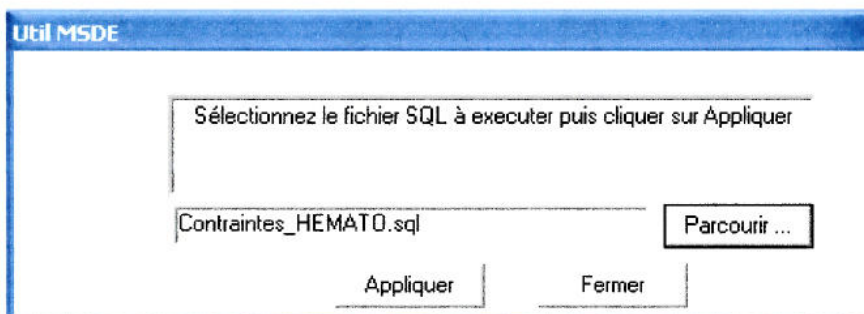 Util MSDE
Sélectionnez le fichier SQL à executer puis cliquer sur Appliquer
Contraintes_HEMATO.sql
Parcourir ...
Appliquer
Fermer